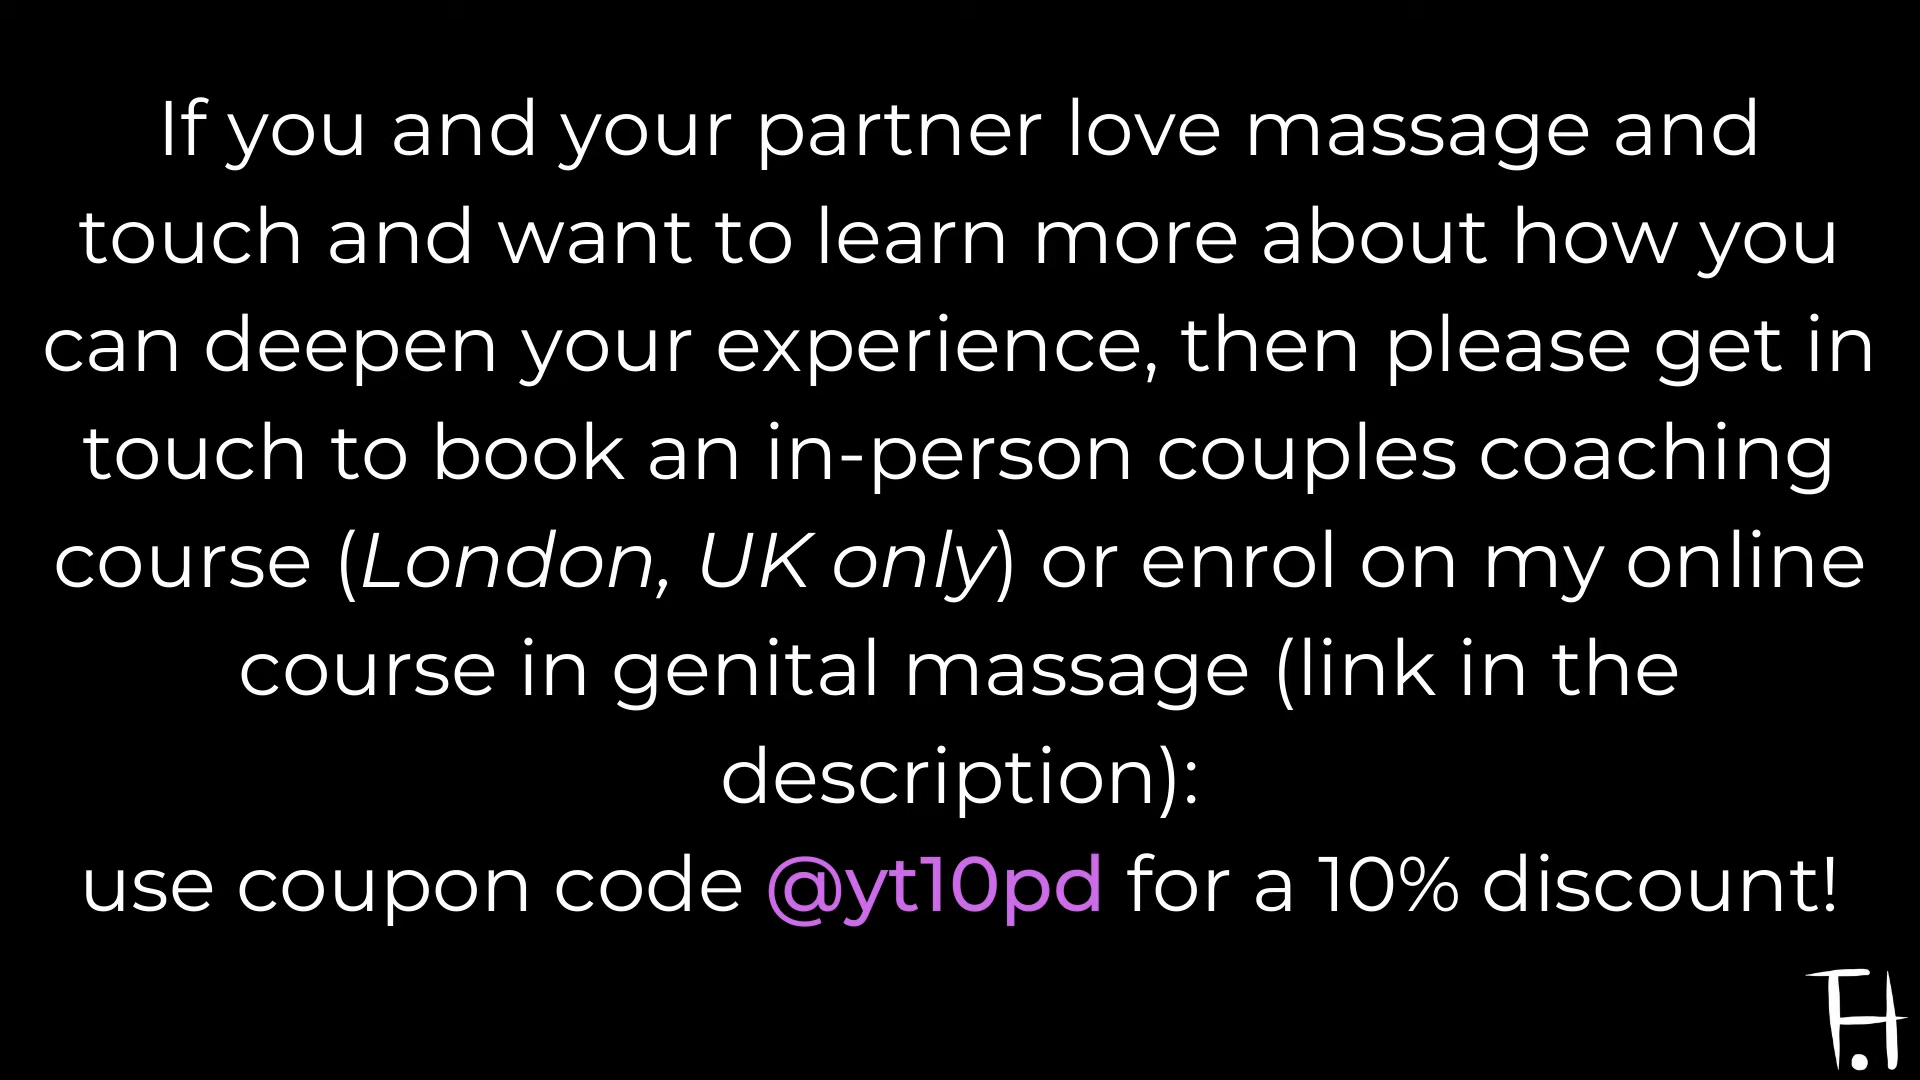 If you and your partner love massage and
touch and want to learn more about how you
can deepen your experience, then please get in
touch to book an in-person couples coaching
course (London, UK only) or enrol on my online
course in genital massage (link in the
description):
use coupon code @yt10pd for a 10% discount!